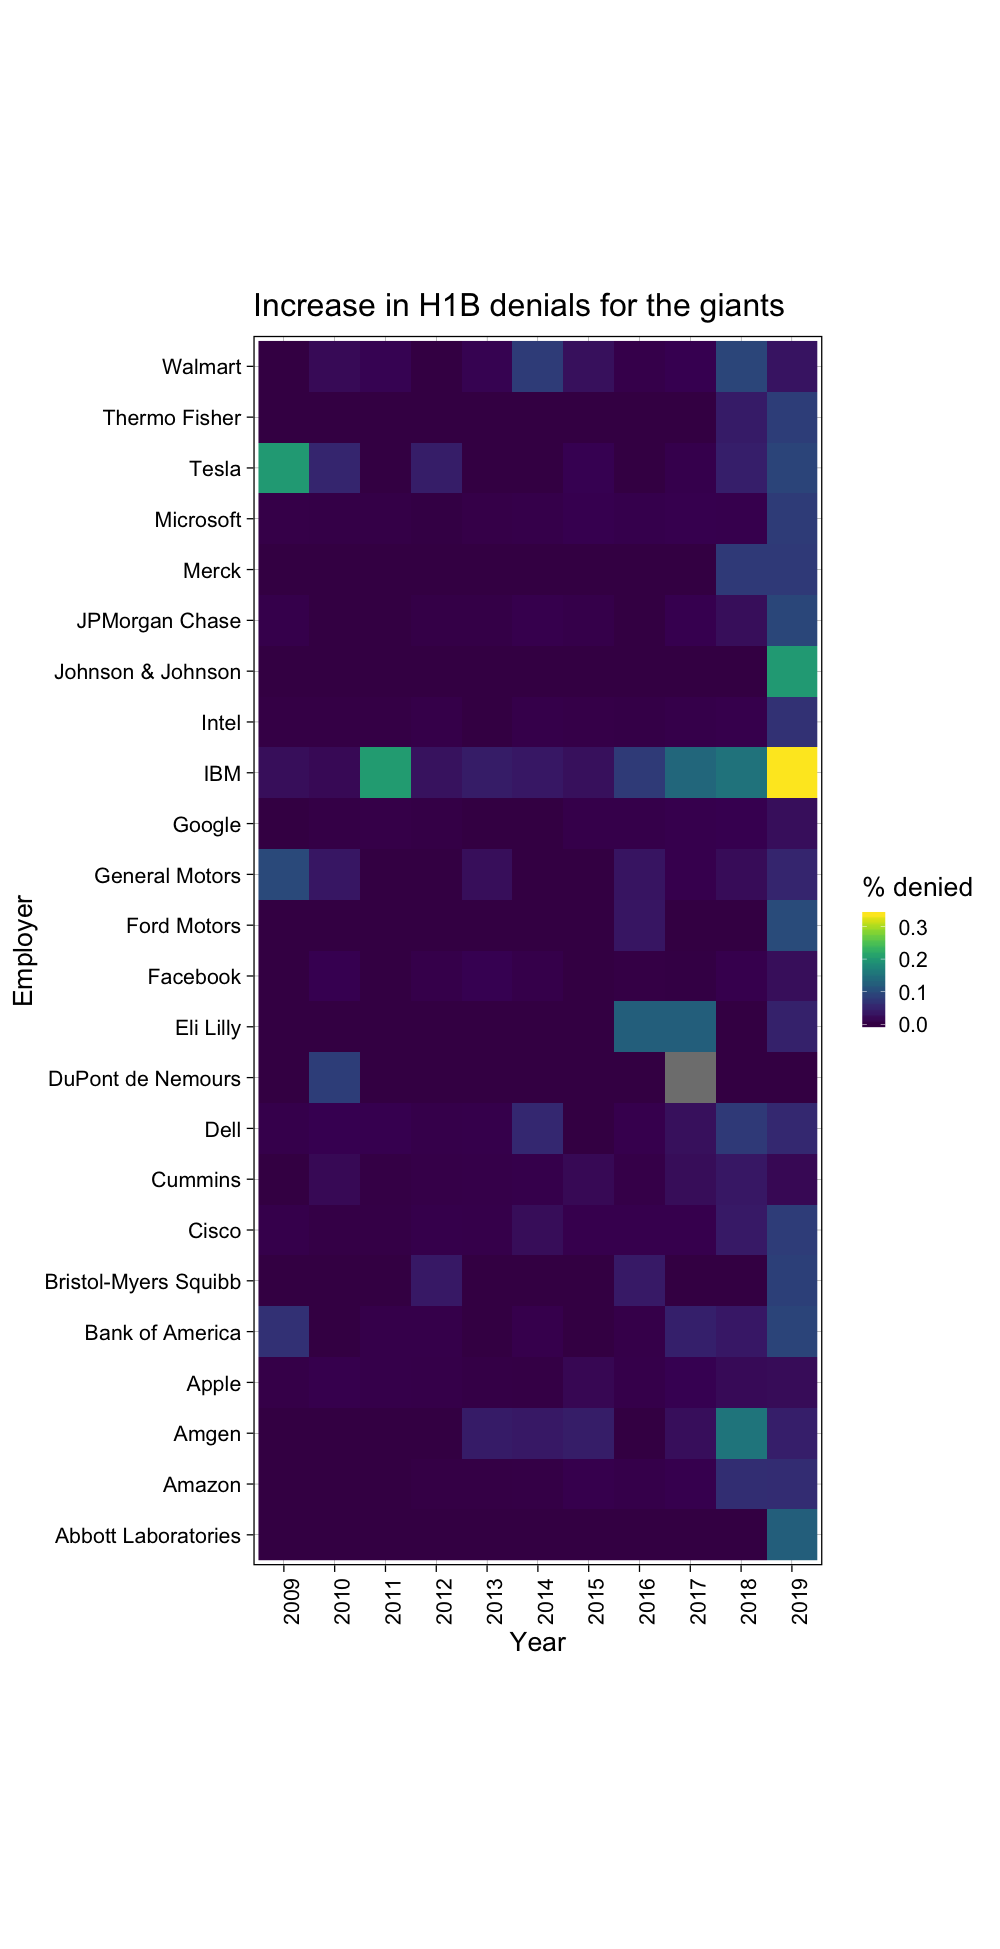 Increase in H1B denials for the giants
Walmart
Thermo Fisher
Tesla
Microsoft
Merck
JPMorgan Chase
Johnson & Johnson
Intel
IBM
Google
General Motors
Ford Motors
Facebook
Eli Lilly
DuPont de Nemours
Dell
Cummins
Cisco
Bristol-Myers Squibb
Bank of America
Apple
Amgen
Amazon
Abbott Laboratories
Employer
2009 2010 2011 2012 2013 2014 2015 2016 2017 2018 2019
Year
% denied
0.3
0.2
0.1
0.0